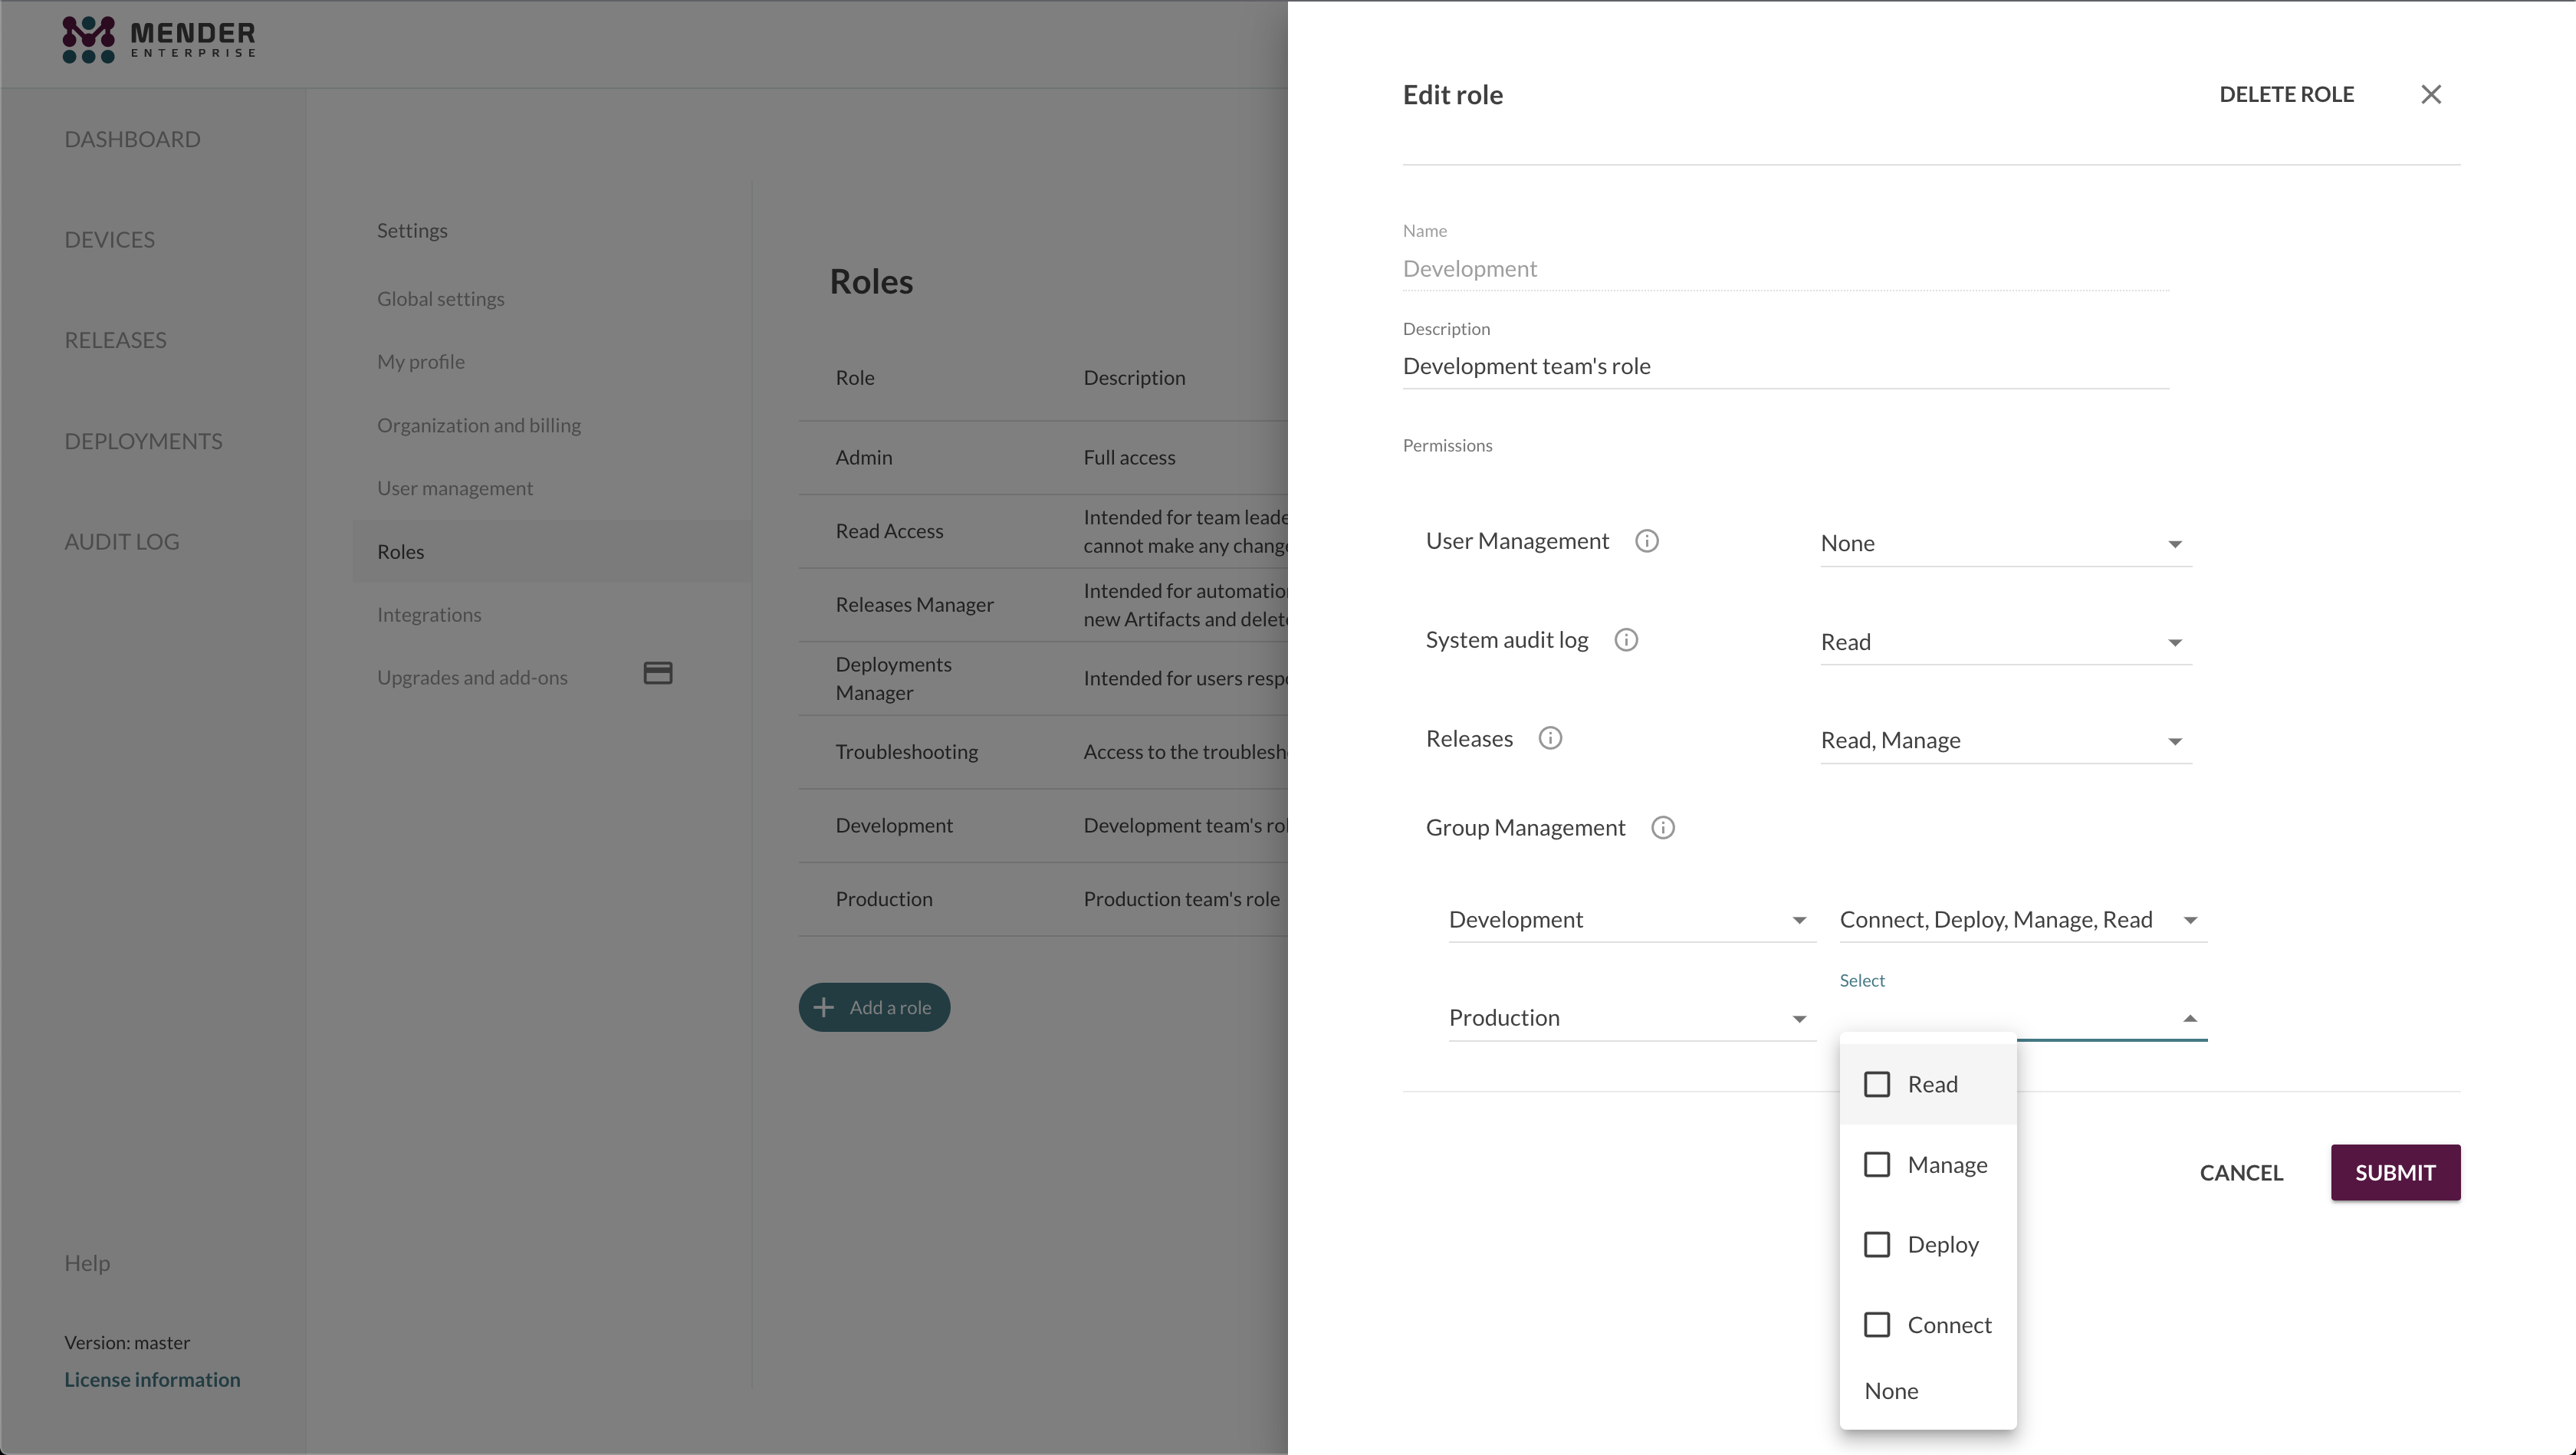 MENDER
ENTERPRISE
DASHBOARD
DEVICES
RELEASES
DEPLOYMENTS
AUDIT LOG
Help
Version: master
License information
Settings
Global settings
My profile
Organization and billing
User management
Roles
Integrations
Upgrades and add-ons
Roles
Role Description
Admin Full access
Read Access Intended for team leade
cannot make any change
Releases Manager Intended for automatio
new Artifacts and delet
Deployments
Manager Intended for users resp
Troubleshooting Access to the troublesh
Development Development team's rol
Production Production team's role
Add a role
Edit role DELETE ROLE
Name
Development
Description
Development team's role
Permissions
User Management None
System audit log Read
Releases Read, Manage
Group Management
Development Connect, Deploy, Manage, Read
Select
Production
Read
Manage
Deploy
Connect
None
CANCEL SUBMIT